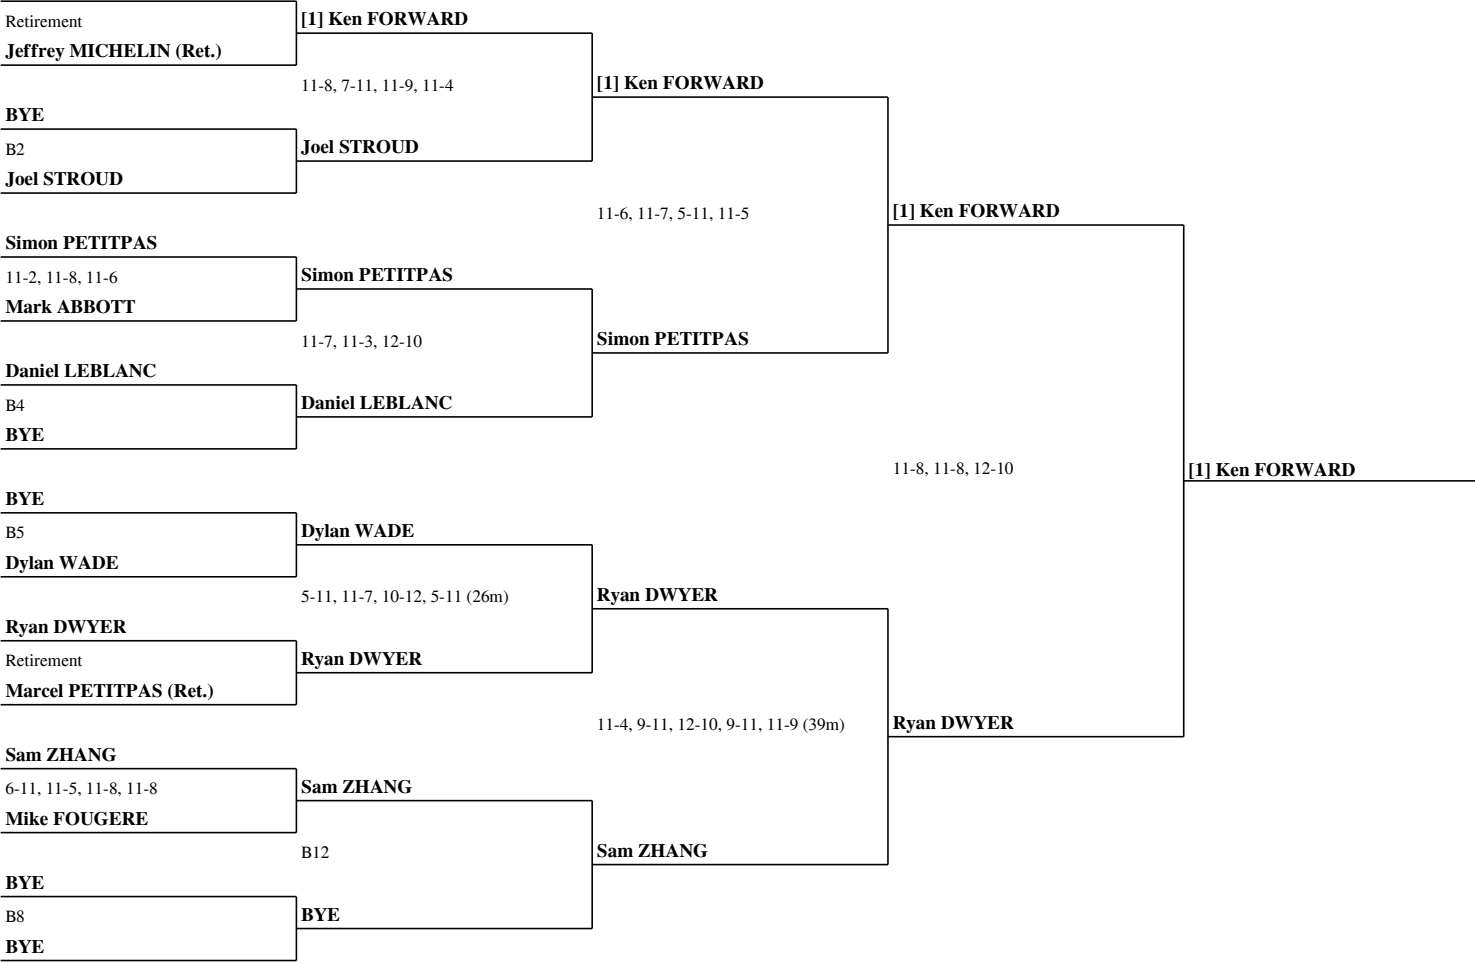 Retirement
Jeffrey MICHELIN (Ret.)
BYE
B2
Joel STROUD
Simon PETITPAS
11-2, 11-8, 11-6
Mark ABBOTT
Daniel LEBLANC
B4
BYE
BYE
B5
Dylan WADE
Ryan DWYER
Retirement
Marcel PETITPAS (Ret.)
Sam ZHANG
6-11, 11-5, 11-8, 11-8
Mike FOUGERE
BYE
B8
BYE
[1] Ken FORWARD
11-8, 7-11, 11-9, 11-4
Joel STROUD
Simon PETITPAS
11-7, 11-3, 12-10
Daniel LEBLANC
Dylan WADE
5-11, 11-7, 10-12, 5-11 (26m)
Ryan DWYER
Sam ZHANG
B12
BYE
[1] Ken FORWARD
11-6, 11-7, 5-11, 11-5
Simon PETITPAS
Ryan DWYER
11-4, 9-11, 12-10, 9-11, 11-9 (39m)
Sam ZHANG
[1] Ken FORWARD
11-8, 11-8, 12-10
Ryan DWYER
[1] Ken FORWARD